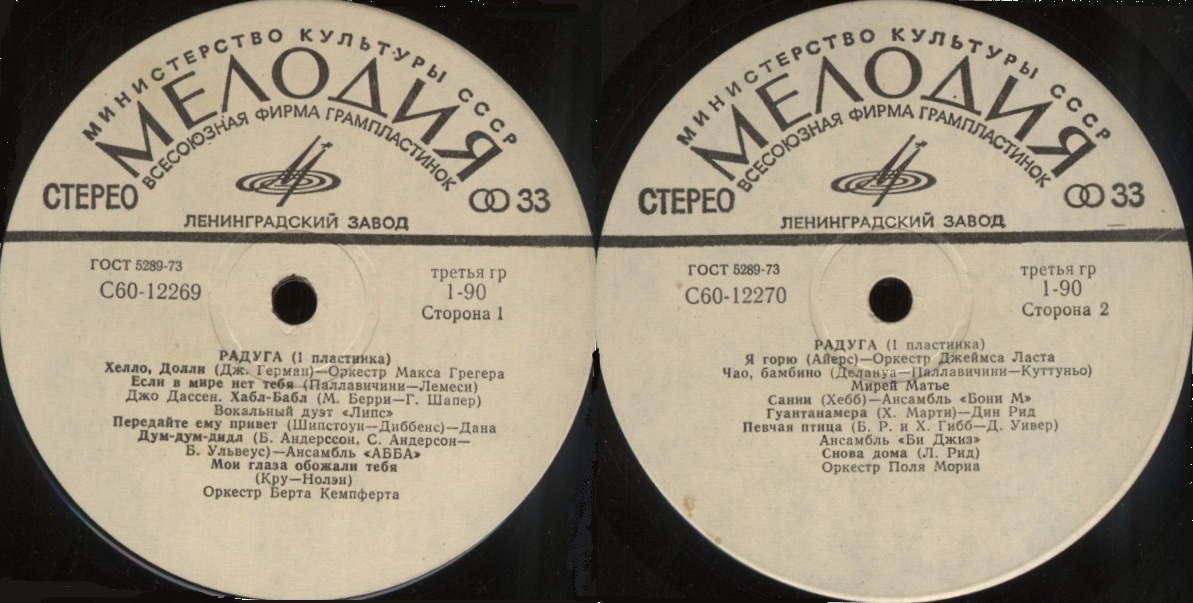 МИНИСТЕРСТВО КУЛЬТУРЫ СССР
МЕЛОДИЯ
ВСЕСОЮЗНАЯ ФИРМА ГРАМПЛАСТИНОК
СТЕРЕО
33
ЛЕНИНГРАДСКИЙ ЗАВОД
ГОСТ 5289-73
С60-12269
третья гр
1-90
Сторона 1
РАДУГА (1 пластинка)
Хелло, Долли (Дж. Герман)—Оркестр Макса Грегера
Если в мире нет тебя (Паллавичини—Лемеси)
Джо Дассен. Хабл-Бабл (М. Берри—Г. Шапер)
Вокальный дуэт «Липс»
Передайте ему привет (Шипстоун—Диббенс)—Дана
Дум-дум-дидл (Б. Андерссон, С. Андерсон—
Б. Ульвеус)—Ансамбль «АББА»
Мои глаза обожали тебя
(Кру—Нолэн)
Оркестр Берта Кемпферта
МИНИСТЕРСТВО КУЛЬТУРЫ СССР
МЕЛОДИЯ
ВСЕСОЮЗНАЯ ФИРМА ГРАМПЛАСТИНОК
СТЕРЕО
33
ЛЕНИНГРАДСКИЙ ЗАВОД
ГОСТ 5289-73
С60-12270
третья гр
1-90
Сторона 2
РАДУГА (1 пластинка)
Я горю (Айерс)—Оркестр Джеймса Ласта
Чао, бамбино (Делануа—Паллавичини—Куттуньо)
Мирей Матье
Санни (Хебб)—Ансамбль «Бони М»
Гуантанамера (Х. Марти)—Дин Рид
Певчая птица (Б. Р. и Х. Гибб—Д. Уивер)
Ансамбль «Би Джиз»
Снова дома (Л. Рид)
Оркестр Поля Мориа